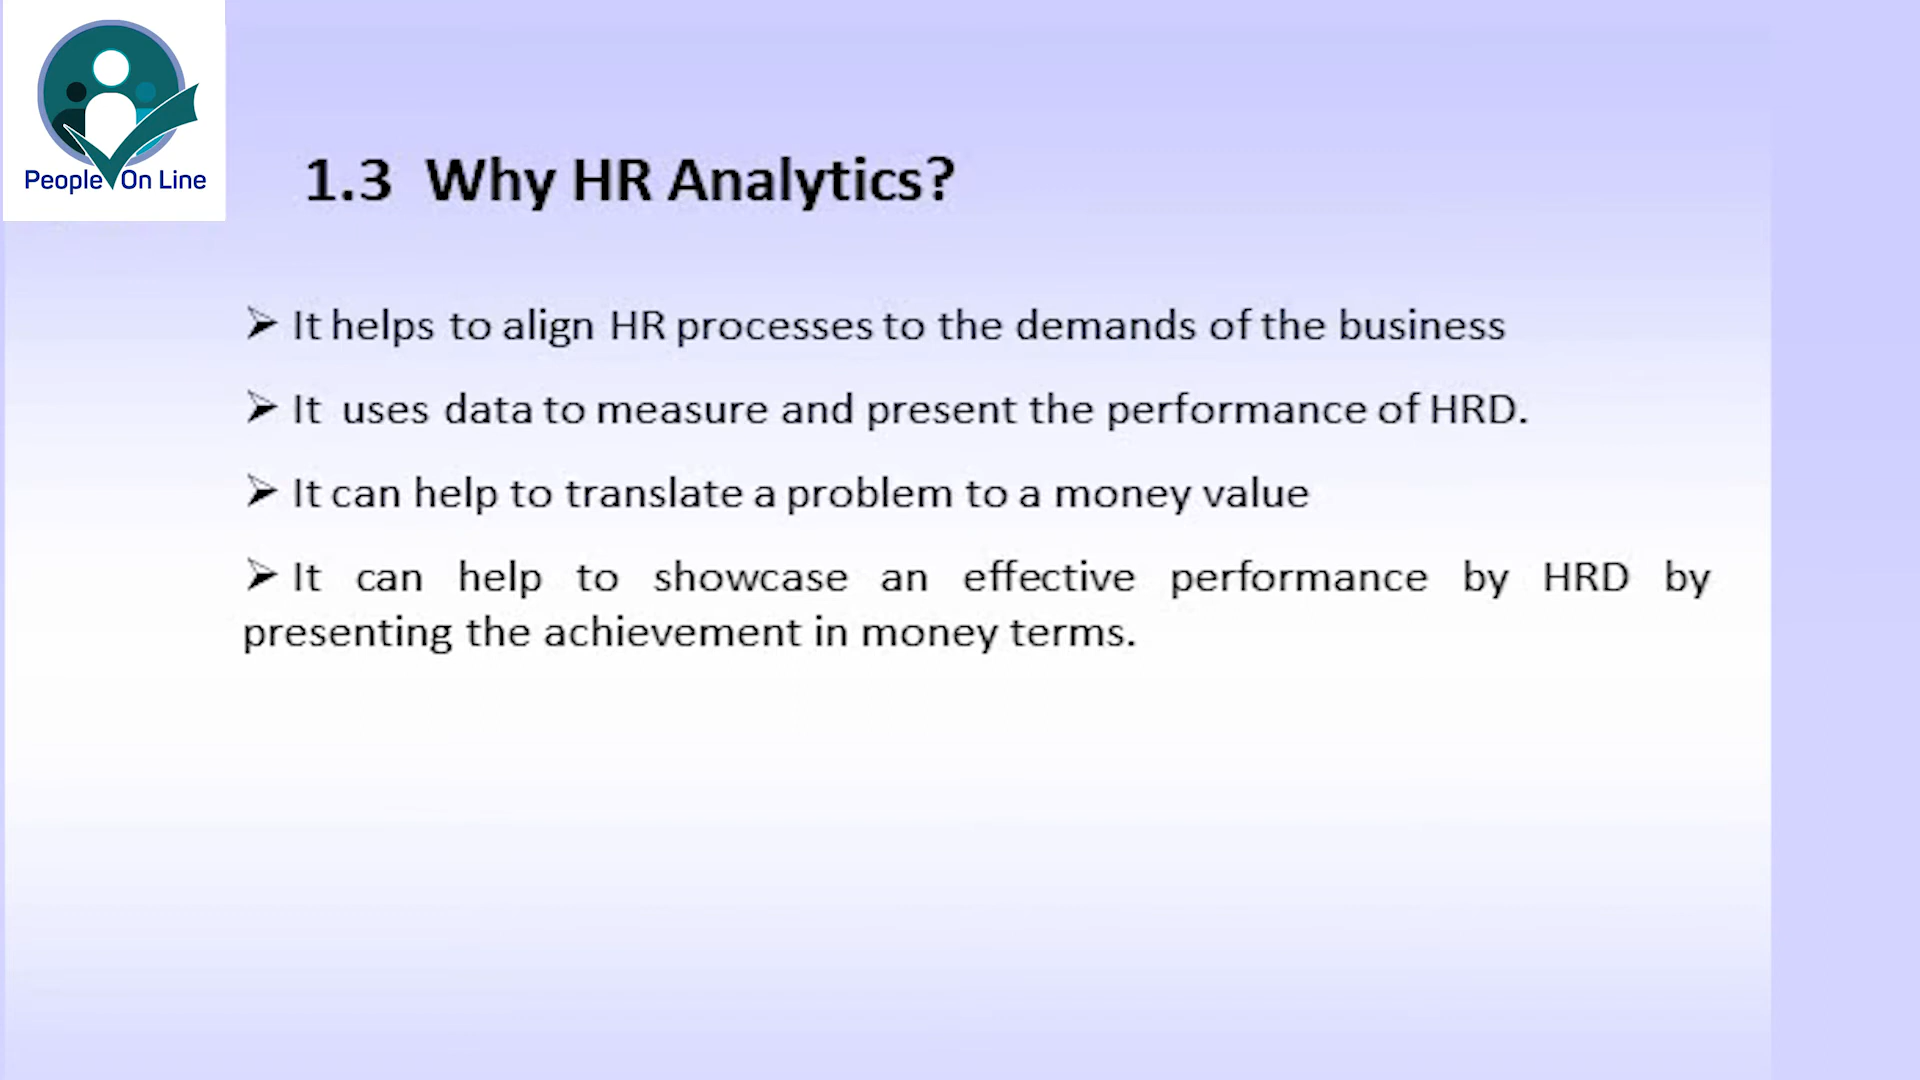 People On Line
1.3 Why HR Analytics?
➢ It helps to align HR processes to the demands of the business
➢ It uses data to measure and present the performance of HRD.
➢ It can help to translate a problem to a money value
➢ It can help to showcase an effective performance by HRD by
presenting the achievement in money terms.